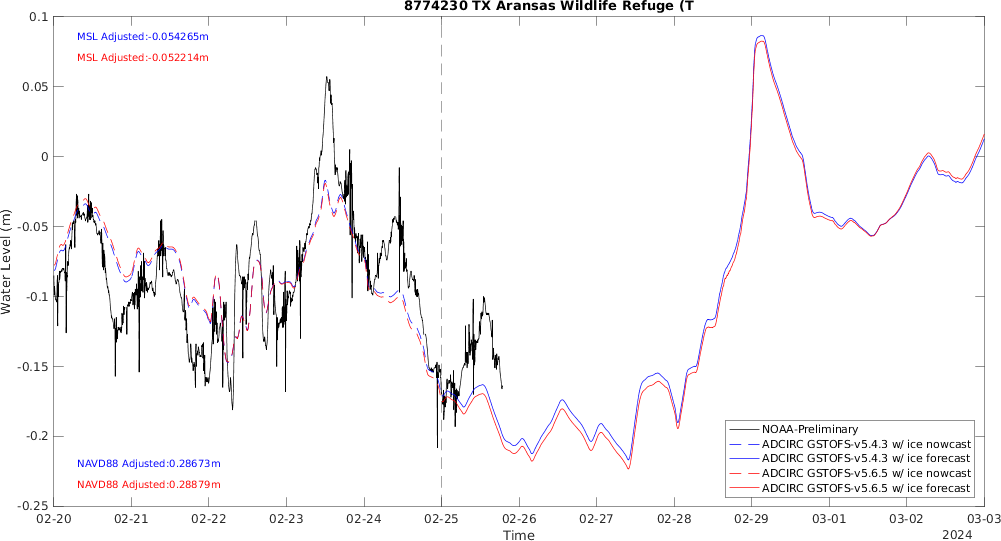 8774230 TX Aransas Wildlife Refuge (T
0.1
0.05
0
-0.05
-0.1
-0.15
-0.2
-0.25
Water Level (m)
MSL Adjusted:-0.054265m
MSL Adjusted:-0.052214m
NAVD88 Adjusted:0.28673m
NAVD88 Adjusted:0.28879m
NOAA-Preliminary
ADCIRC GSTOFS-v5.4.3 w/ ice nowcast
ADCIRC GSTOFS-v5.4.3 w/ ice forecast
ADCIRC GSTOFS-v5.6.5 w/ ice nowcast
ADCIRC GSTOFS-v5.6.5 w/ ice forecast
02-20 02-21 02-22 02-23 02-24 02-25 02-26 02-27 02-28 02-29 03-01 03-02 03-03
Time
2024